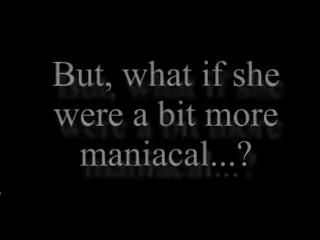 But, what if she
were a bit more
maniacal...?